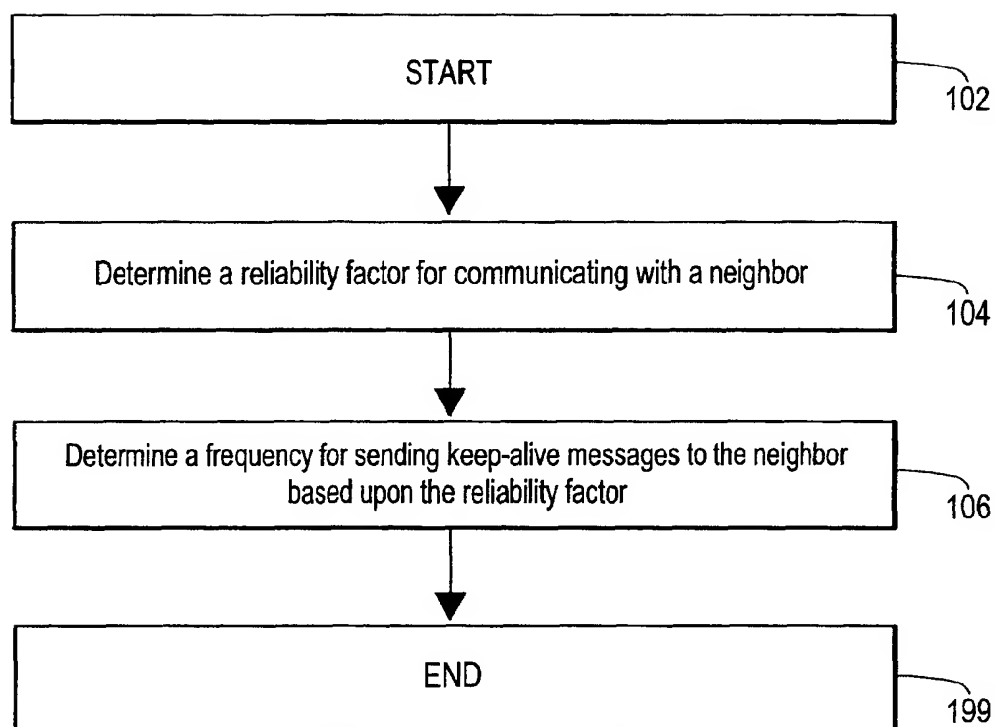 START
102
Determine a reliability factor for communicating with a neighbor
104
Determine a frequency for sending keep-alive messages to the neighbor
based upon the reliability factor
106
END
199